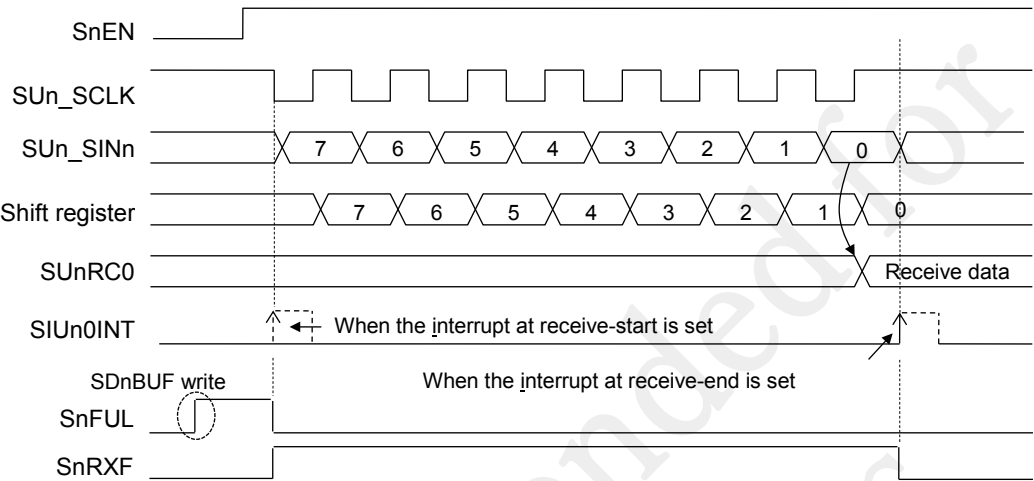 SnEN
SUn_SCLK
SUn_SINn 7 6 5 4 3 2 1 0
Shift register 7 6 5 4 3 2 1 0
SUnRC0 Receive data
SIUn0INT When the interrupt at receive-start is set
When the interrupt at receive-end is set
SDnBUF write
SnFUL
SnRXF
ended for